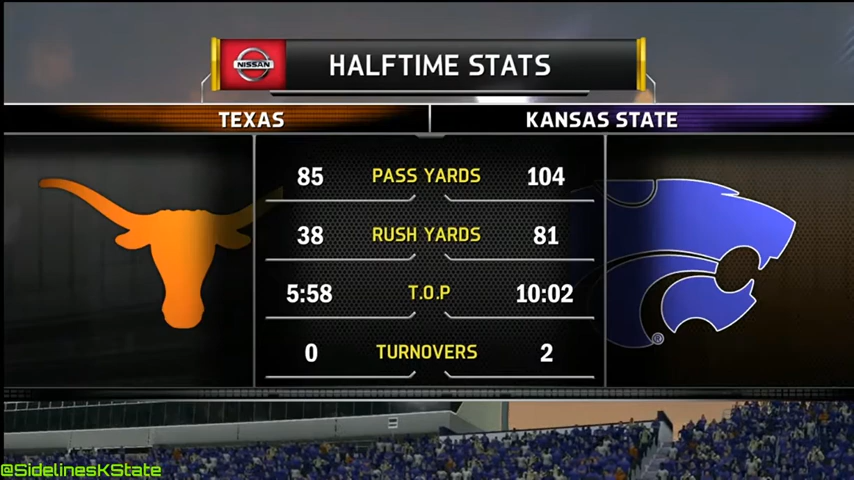 NISSAN HALFTIME STATS
TEXAS KANSAS STATE
85 PASS YARDS 104
38 RUSH YARDS 81
5:58 T.O.P 10:02
0 TURNOVERS 2
®
@SidelinesKState